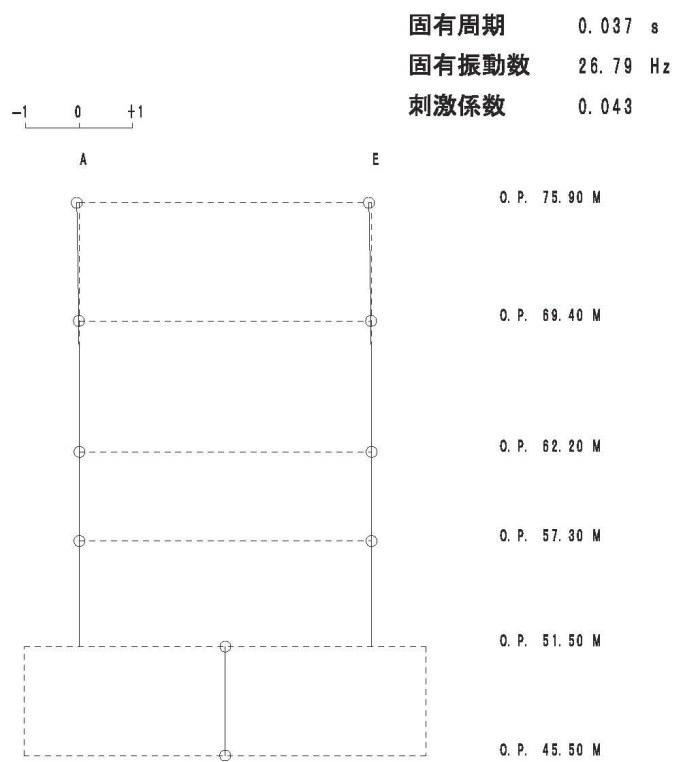 固有周期 0.037 s
固有振動数 26.79 Hz
刺激係数 0.043
-1 0 +1
A E
O.P. 75.90 M
O.P. 69.40 M
O.P. 62.20 M
O.P. 57.30 M
O.P. 51.50 M
O.P. 45.50 M